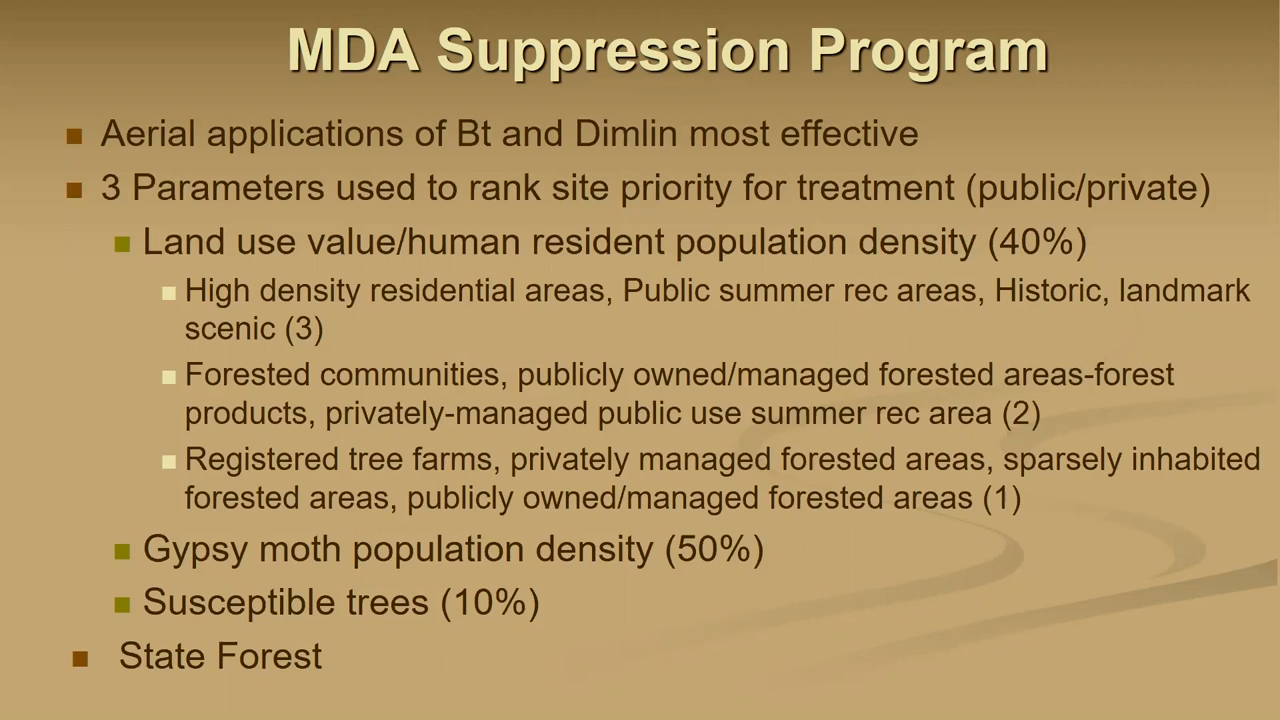 MDA Suppression Program
Aerial applications of Bt and Dimlin most effective
3 Parameters used to rank site priority for treatment (public/private)
Land use value/human resident population density (40%)
High density residential areas, Public summer rec areas, Historic, landmark
scenic (3)
Forested communities, publicly owned/managed forested areas-forest
products, privately-managed public use summer rec area (2)
Registered tree farms, privately managed forested areas, sparsely inhabited
forested areas, publicly owned/managed forested areas (1)
Gypsy moth population density (50%)
Susceptible trees (10%)
State Forest